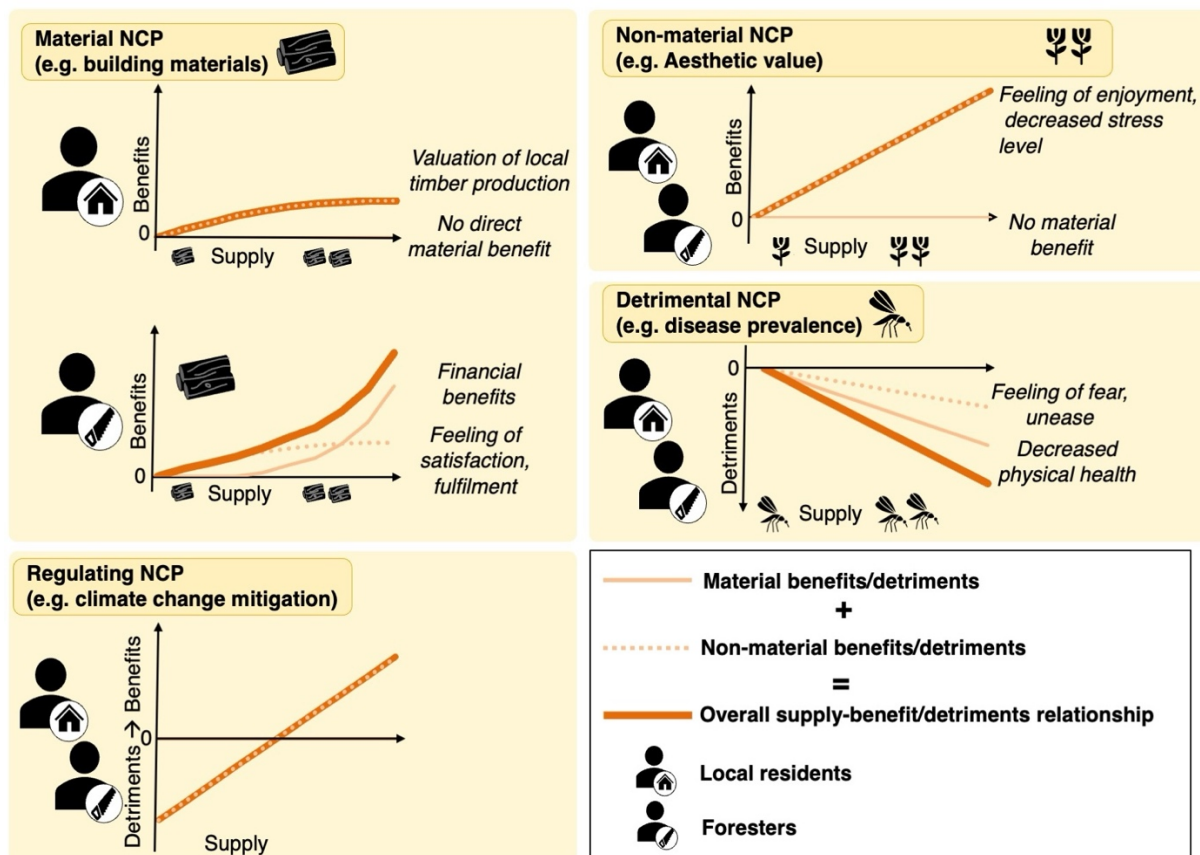 Material NCP
(e.g. building materials)
Benefits
0
Supply
Valuation of local
timber production
No direct
material benefit
Benefits
0
Supply
Financial
benefits
Feeling of
satisfaction,
fulfilment
Non-material NCP
(e.g. Aesthetic value)
Benefits
0
Supply
Feeling of enjoyment,
decreased stress
level
No material
benefit
Detrimental NCP
(e.g. disease prevalence)
0
Detriments
Supply
Feeling of fear,
unease
Decreased
physical health
Regulating NCP
(e.g. climate change mitigation)
Detriments → Benefits
0
Supply
Material benefits/detriments
+
Non-material benefits/detriments
=
Overall supply-benefit/detriments relationship
Local residents
Foresters